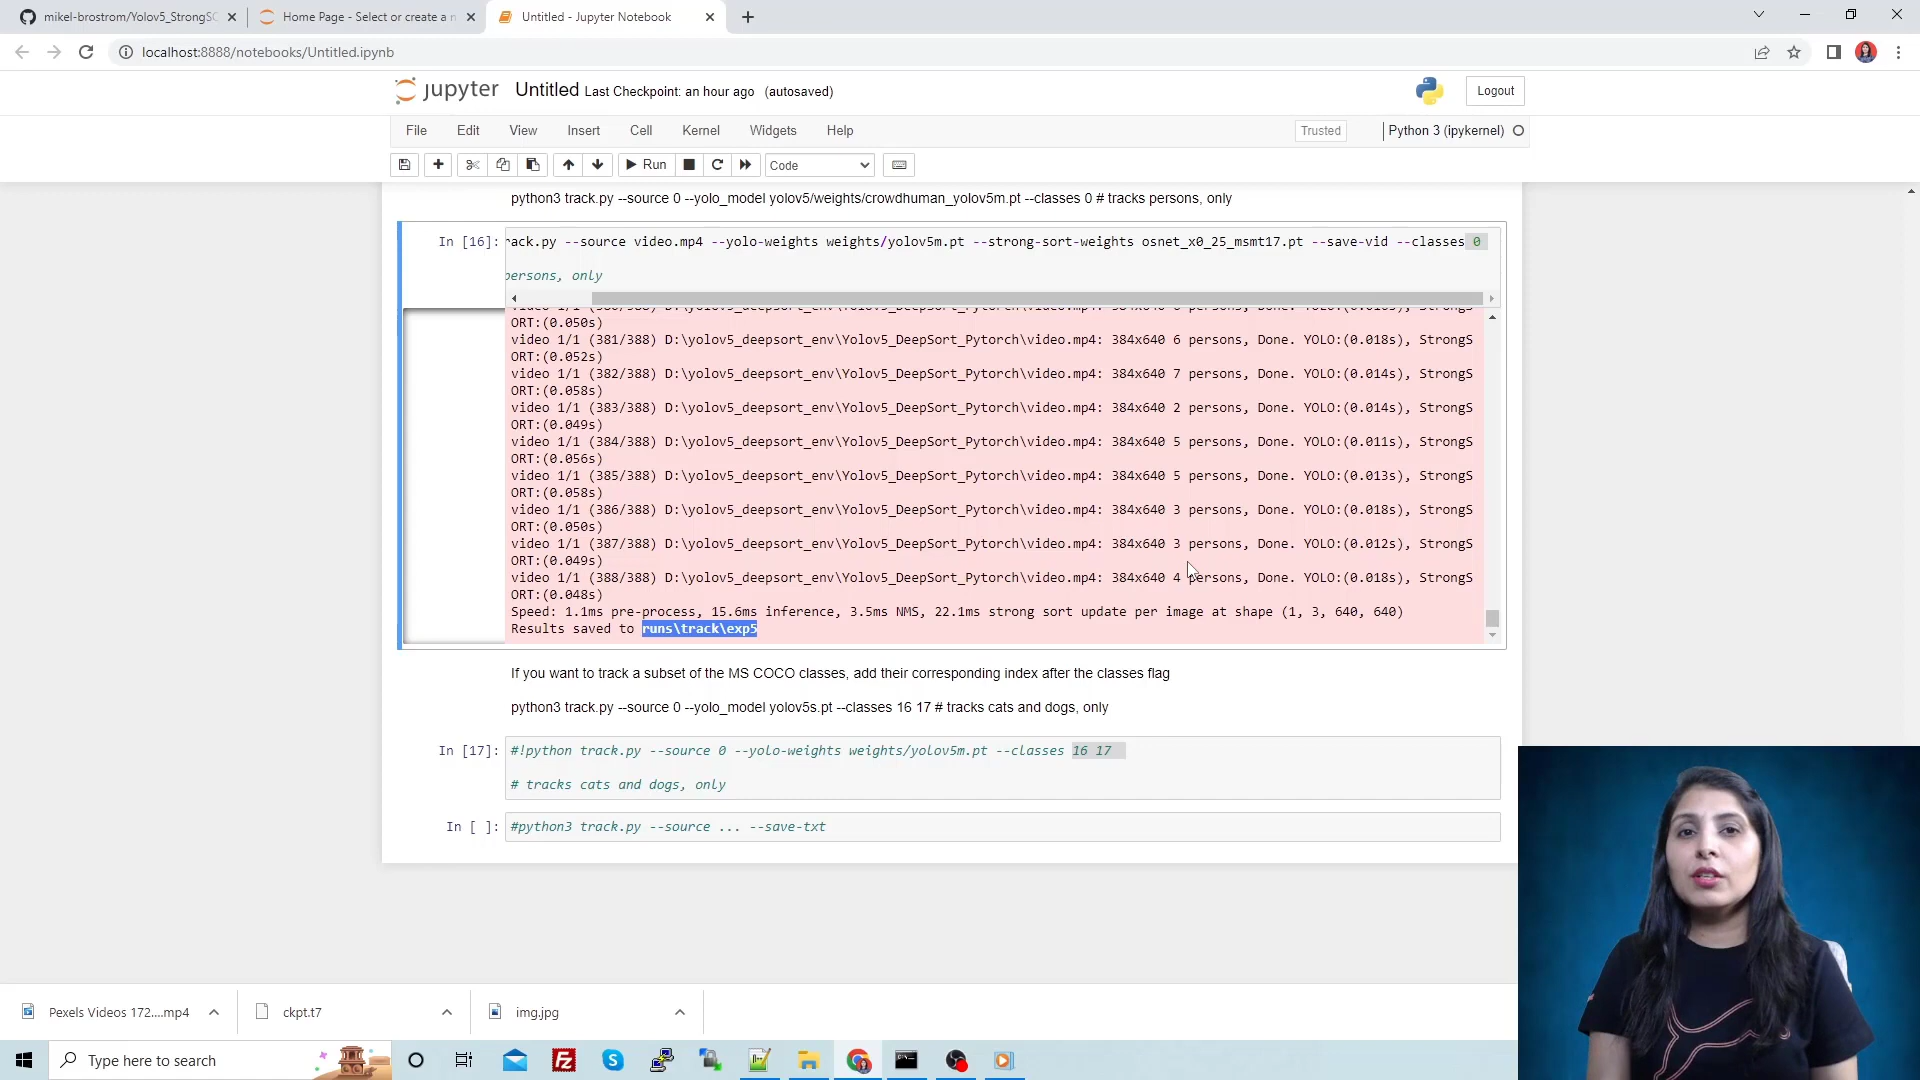 mikel-brostrom/Yolov5_StrongSO
Home Page - Select or create a n
Untitled - Jupyter Notebook
localhost:8888/notebooks/Untitled.ipynb
jupyter Untitled Last Checkpoint: an hour ago (autosaved)
Logout
File Edit View Insert Cell Kernel Widgets Help
Trusted
Python 3 (ipykernel)
Run
Code
python3 track.py --source 0 --yolo_model yolov5/weights/crowdhuman_yolov5m.pt --classes 0 # tracks persons, only
In [16]: rack.py --source video.mp4 --yolo-weights weights/yolov5m.pt --strong-sort-weights osnet_x0_25_msmt17.pt --save-vid --classes 0
persons, only
ORT:(0.050s)
video 1/1 (381/388) D:\yolov5_deepsort_env\Yolov5_DeepSort_Pytorch\video.mp4: 384x640 6 persons, Done. YOLO:(0.018s), StrongS
ORT:(0.052s)
video 1/1 (382/388) D:\yolov5_deepsort_env\Yolov5_DeepSort_Pytorch\video.mp4: 384x640 7 persons, Done. YOLO:(0.014s), StrongS
ORT:(0.058s)
video 1/1 (383/388) D:\yolov5_deepsort_env\Yolov5_DeepSort_Pytorch\video.mp4: 384x640 2 persons, Done. YOLO:(0.014s), StrongS
ORT:(0.049s)
video 1/1 (384/388) D:\yolov5_deepsort_env\Yolov5_DeepSort_Pytorch\video.mp4: 384x640 5 persons, Done. YOLO:(0.011s), StrongS
ORT:(0.056s)
video 1/1 (385/388) D:\yolov5_deepsort_env\Yolov5_DeepSort_Pytorch\video.mp4: 384x640 5 persons, Done. YOLO:(0.013s), StrongS
ORT:(0.058s)
video 1/1 (386/388) D:\yolov5_deepsort_env\Yolov5_DeepSort_Pytorch\video.mp4: 384x640 3 persons, Done. YOLO:(0.018s), StrongS
ORT:(0.050s)
video 1/1 (387/388) D:\yolov5_deepsort_env\Yolov5_DeepSort_Pytorch\video.mp4: 384x640 3 persons, Done. YOLO:(0.012s), StrongS
ORT:(0.049s)
video 1/1 (388/388) D:\yolov5_deepsort_env\Yolov5_DeepSort_Pytorch\video.mp4: 384x640 4 persons, Done. YOLO:(0.018s), StrongS
ORT:(0.048s)
Speed: 1.1ms pre-process, 15.6ms inference, 3.5ms NMS, 22.1ms strong sort update per image at shape (1, 3, 640, 640)
Results saved to runs\track\exp5
If you want to track a subset of the MS COCO classes, add their corresponding index after the classes flag
python3 track.py --source 0 --yolo_model yolov5s.pt --classes 16 17 # tracks cats and dogs, only
In [17]: #!python track.py --source 0 --yolo-weights weights/yolov5m.pt --classes 16 17
# tracks cats and dogs, only
In [ ]: #python3 track.py --source ... --save-txt
Pexels Videos 172....mp4
ckpt.t7
img.jpg
Type here to search